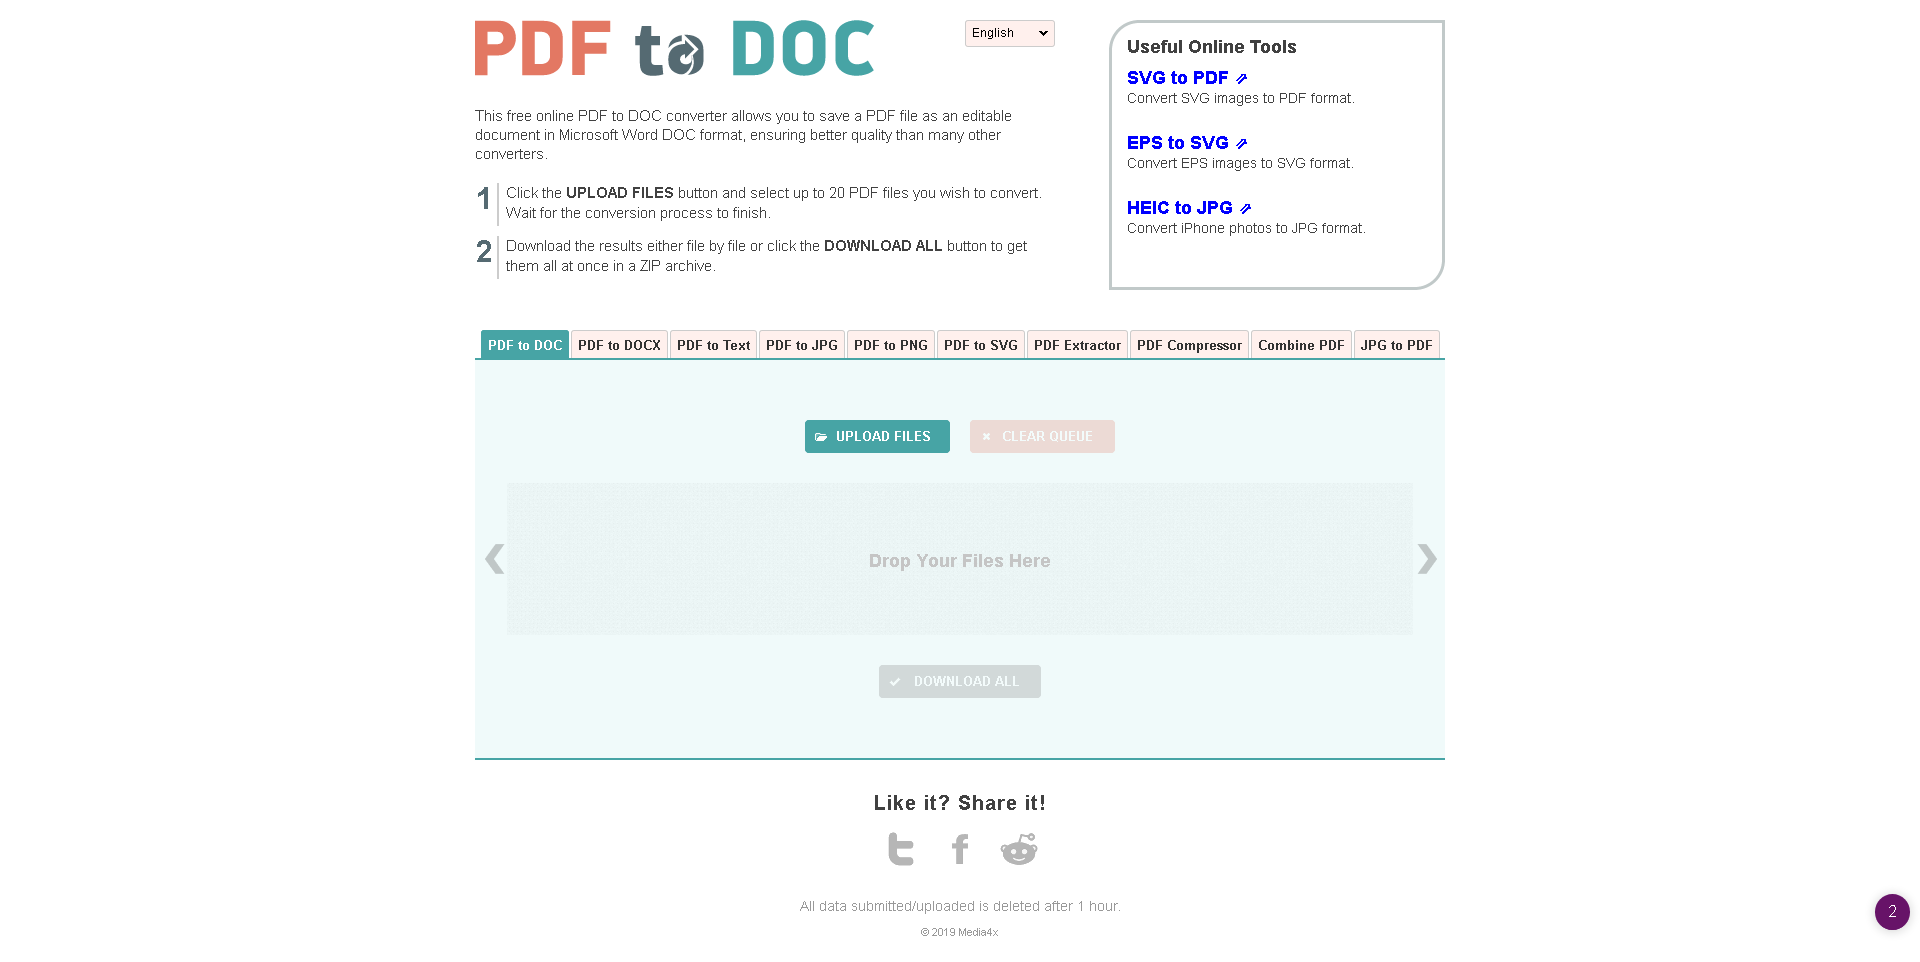 PDF to DOC
English
This free online PDF to DOC converter allows you to save a PDF file as an editable
document in Microsoft Word DOC format, ensuring better quality than many other
converters.
1
Click the UPLOAD FILES button and select up to 20 PDF files you wish to convert.
Wait for the conversion process to finish.
2
Download the results either file by file or click the DOWNLOAD ALL button to get
them all at once in a ZIP archive.
Useful Online Tools
SVG to PDF
Convert SVG images to PDF format.
EPS to SVG
Convert EPS images to SVG format.
HEIC to JPG
Convert iPhone photos to JPG format.
PDF to DOC PDF to DOCX PDF to Text PDF to JPG PDF to PNG PDF to SVG PDF Extractor PDF Compressor Combine PDF JPG to PDF
UPLOAD FILES CLEAR QUEUE
Drop Your Files Here
DOWNLOAD ALL
Like it? Share it!
All data submitted/uploaded is deleted after 1 hour.
© 2019 Media4x
2